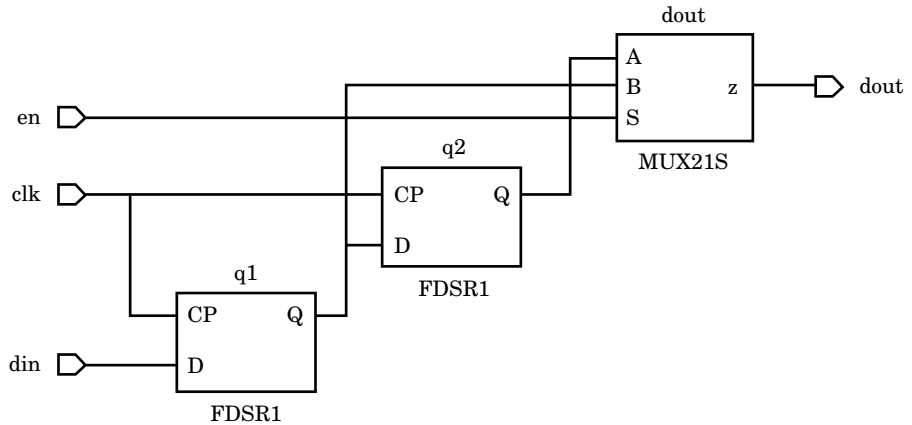 dout
A
B
z
dout
S
en
MUX21S
q2
CP
Q
clk
D
q1
FDSR1
CP
Q
D
din
FDSR1